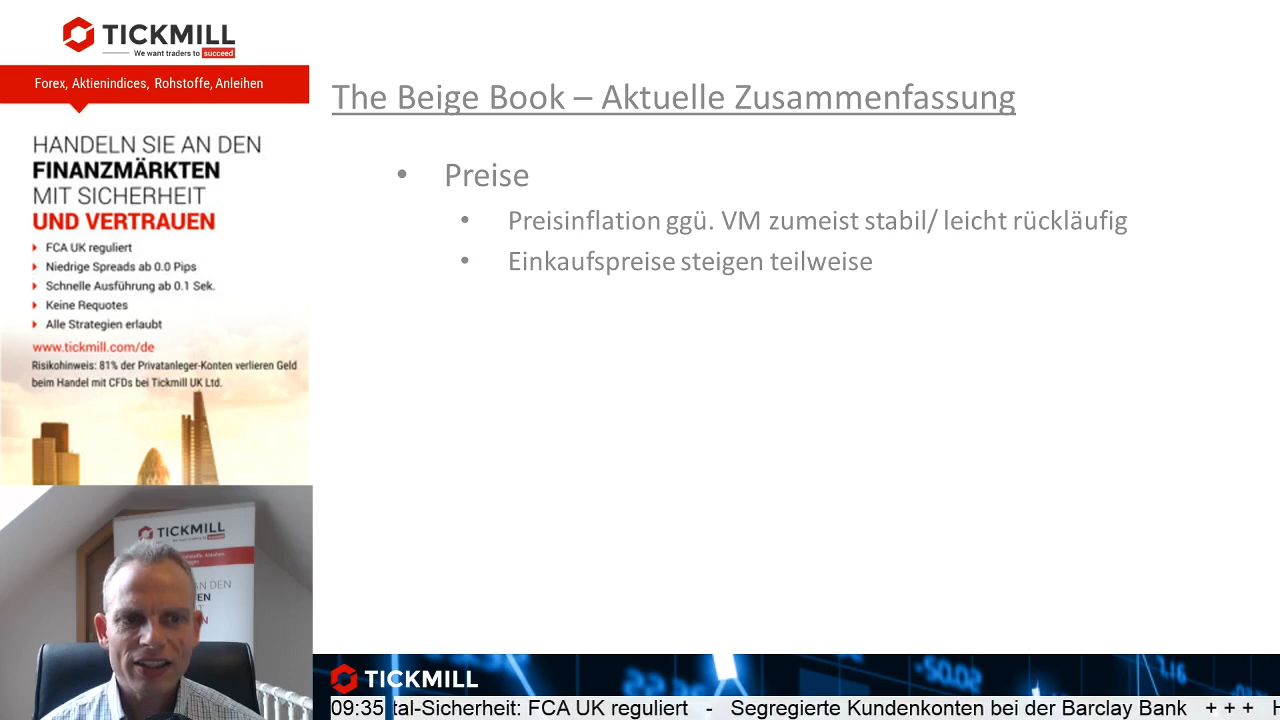 TICKMILL
We want traders to succeed
Forex, Aktienindices, Rohstoffe, Anleihen
HANDELN SIE AN DEN
FINANZMÄRKTEN
MIT SICHERHEIT
UND VERTRAUEN
FCA UK reguliert
Niedrige Spreads ab 0.0 Pips
Schnelle Ausführung ab 0.1 Sek.
Keine Requotes
Alle Strategien erlaubt
www.tickmill.com/de
Risikohinweis: 81% der Privatanleger-Konten verlieren Geld
beim Handel mit CFDs bei Tickmill UK Ltd.
The Beige Book – Aktuelle Zusammenfassung
• Preise
• Preisinflation ggü. VM zumeist stabil/ leicht rückläufig
• Einkaufspreise steigen teilweise
TICKMILL
AN DEN
TICKMILL
-50.02
09:35 tal-Sicherheit: FCA UK reguliert - Segregierte Kundenkonten bei der Barclay Bank + + +